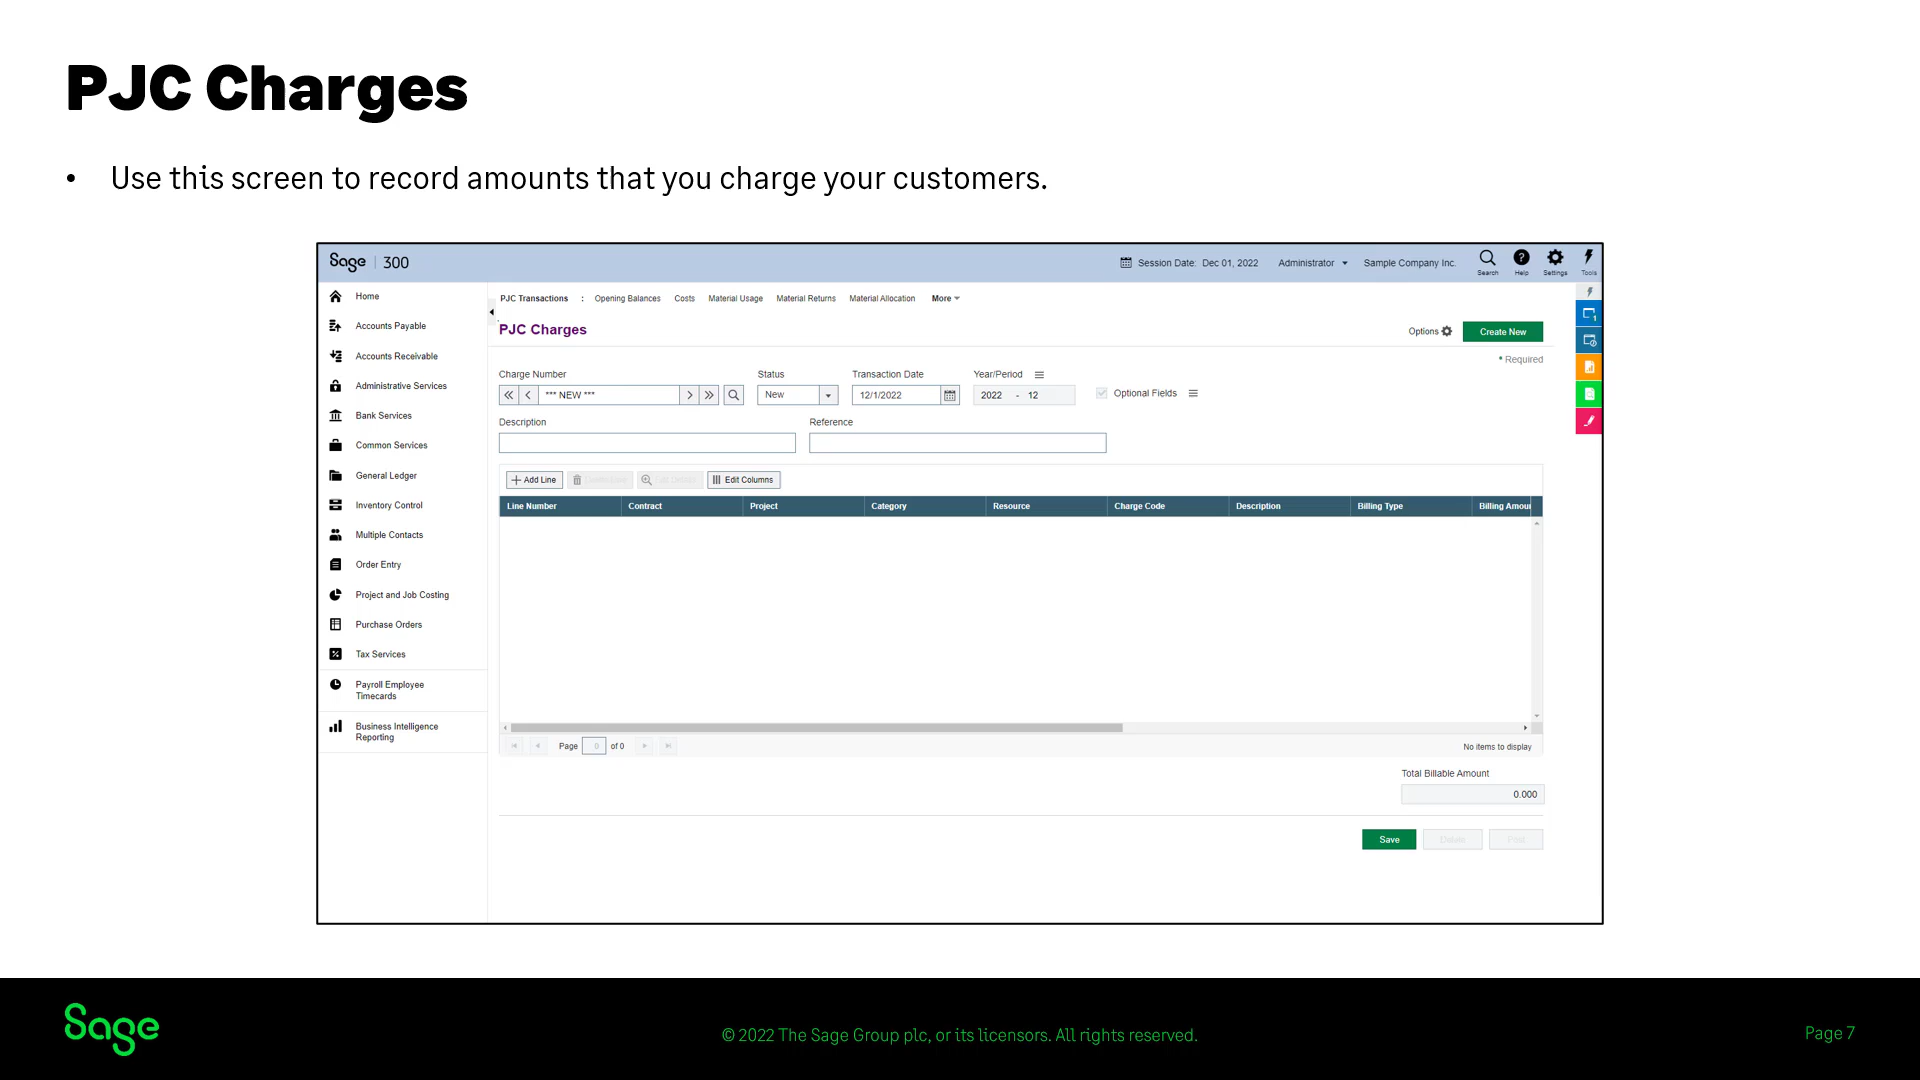 PJC Charges
• Use this screen to record amounts that you charge your customers.
Sage 300
Session Date: Dec 01, 2022 Administrator Sample Company Inc. Search Help Settings Tools
Home
Accounts Payable
Accounts Receivable
Administrative Services
Bank Services
Common Services
General Ledger
Inventory Control
Multiple Contacts
Order Entry
Project and Job Costing
Purchase Orders
Tax Services
Payroll Employee
Timecards
Business Intelligence
Reporting
PJC Transactions : Opening Balances Costs Material Usage Material Returns Material Allocation More
PJC Charges
Options Create New
* Required
Charge Number Status Transaction Date Year/Period
*** NEW *** New 12/1/2022 2022 - 12 Optional Fields
Description Reference
Add Line Edit Columns
Line Number Contract Project Category Resource Charge Code Description Billing Type Billing Amou
Page 0 of 0 No items to display
Total Billable Amount
0.000
Save Delete Post
Sage
© 2022 The Sage Group plc, or its licensors. All rights reserved.
Page 7